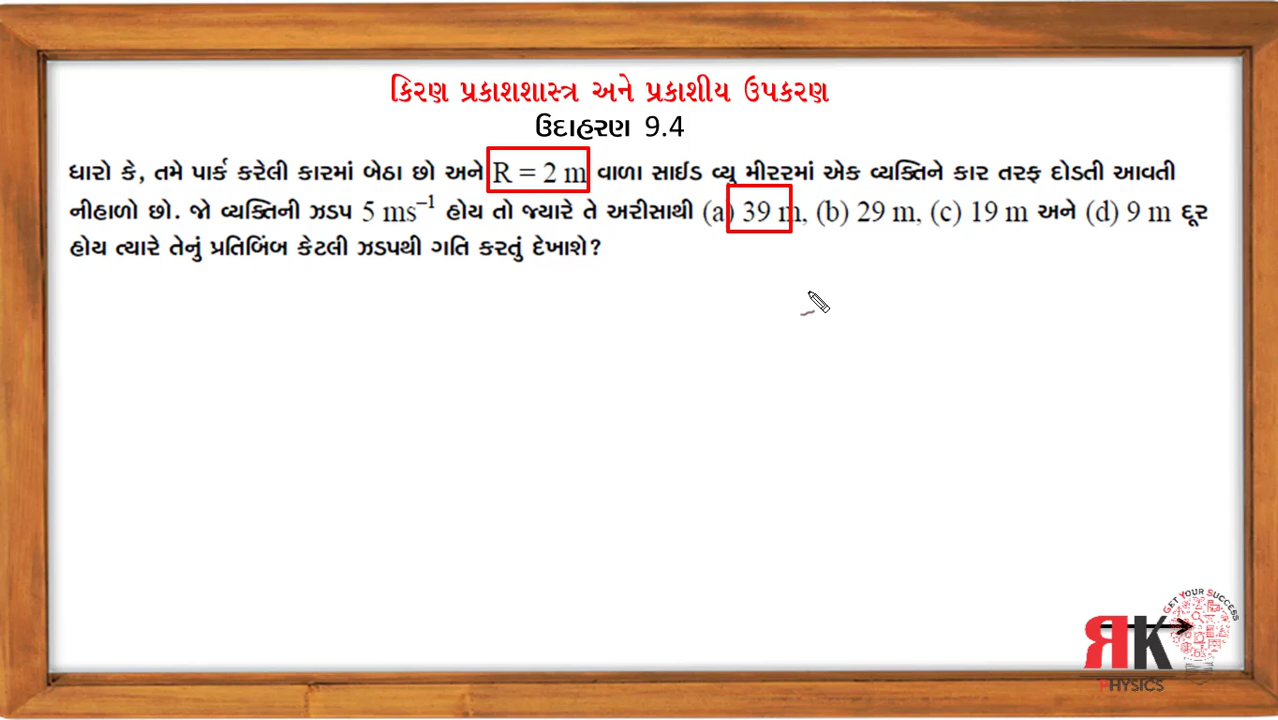 કિરણ પ્રકાશશાસ્ત્ર અને પ્રકાશીય ઉપકરણ
ઉદાહરણ 9.4
ધારો કે, તમે પાર્ક કરેલી કારમાં બેઠા છો અને R = 2 m વાળા સાઈડ વ્યૂ મીરરમાં એક વ્યક્તિને કાર તરફ દોડતી આવતી
નીહાળો છો. જો વ્યક્તિની ઝડપ 5 ms⁻¹ હોય તો જ્યારે તે અરીસાથી (a) 39 m, (b) 29 m, (c) 19 m અને (d) 9 m દૂર
હોય ત્યારે તેનું પ્રતિબિંબ કેટલી ઝડપથી ગતિ કરતું દેખાશે?
GET YOUR SUCCESS
RK
PHYSICS